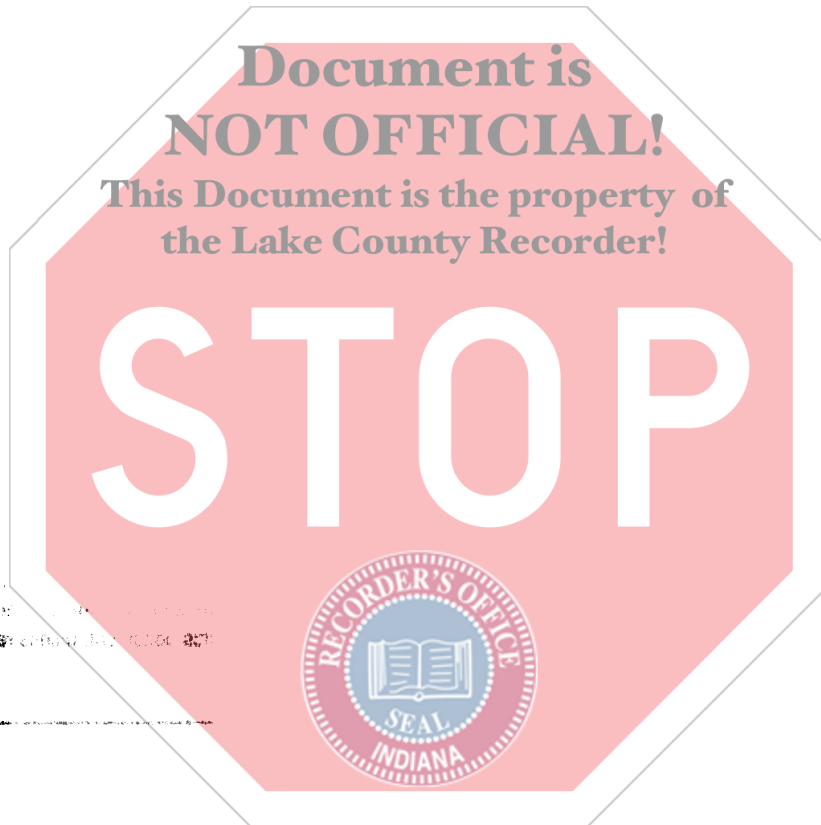 Document is
NOT OFFICIAL!
This Document is the property of
the Lake County Recorder!
STOP
RECORDER'S OFFICE
SEAL
INDIANA